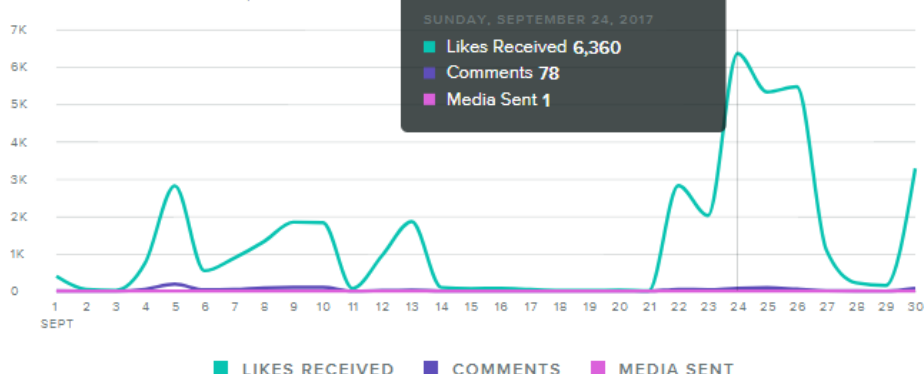 SUNDAY, SEPTEMBER 24, 2017
Likes Received 6,360
Comments 78
Media Sent 1
7K
6K
5K
4K
3K
2K
1K
0
1 2 3 4 5 6 7 8 9 10 11 12 13 14 15 16 17 18 19 20 21 22 23 24 25 26 27 28 29 30
SEPT
LIKES RECEIVED COMMENTS MEDIA SENT